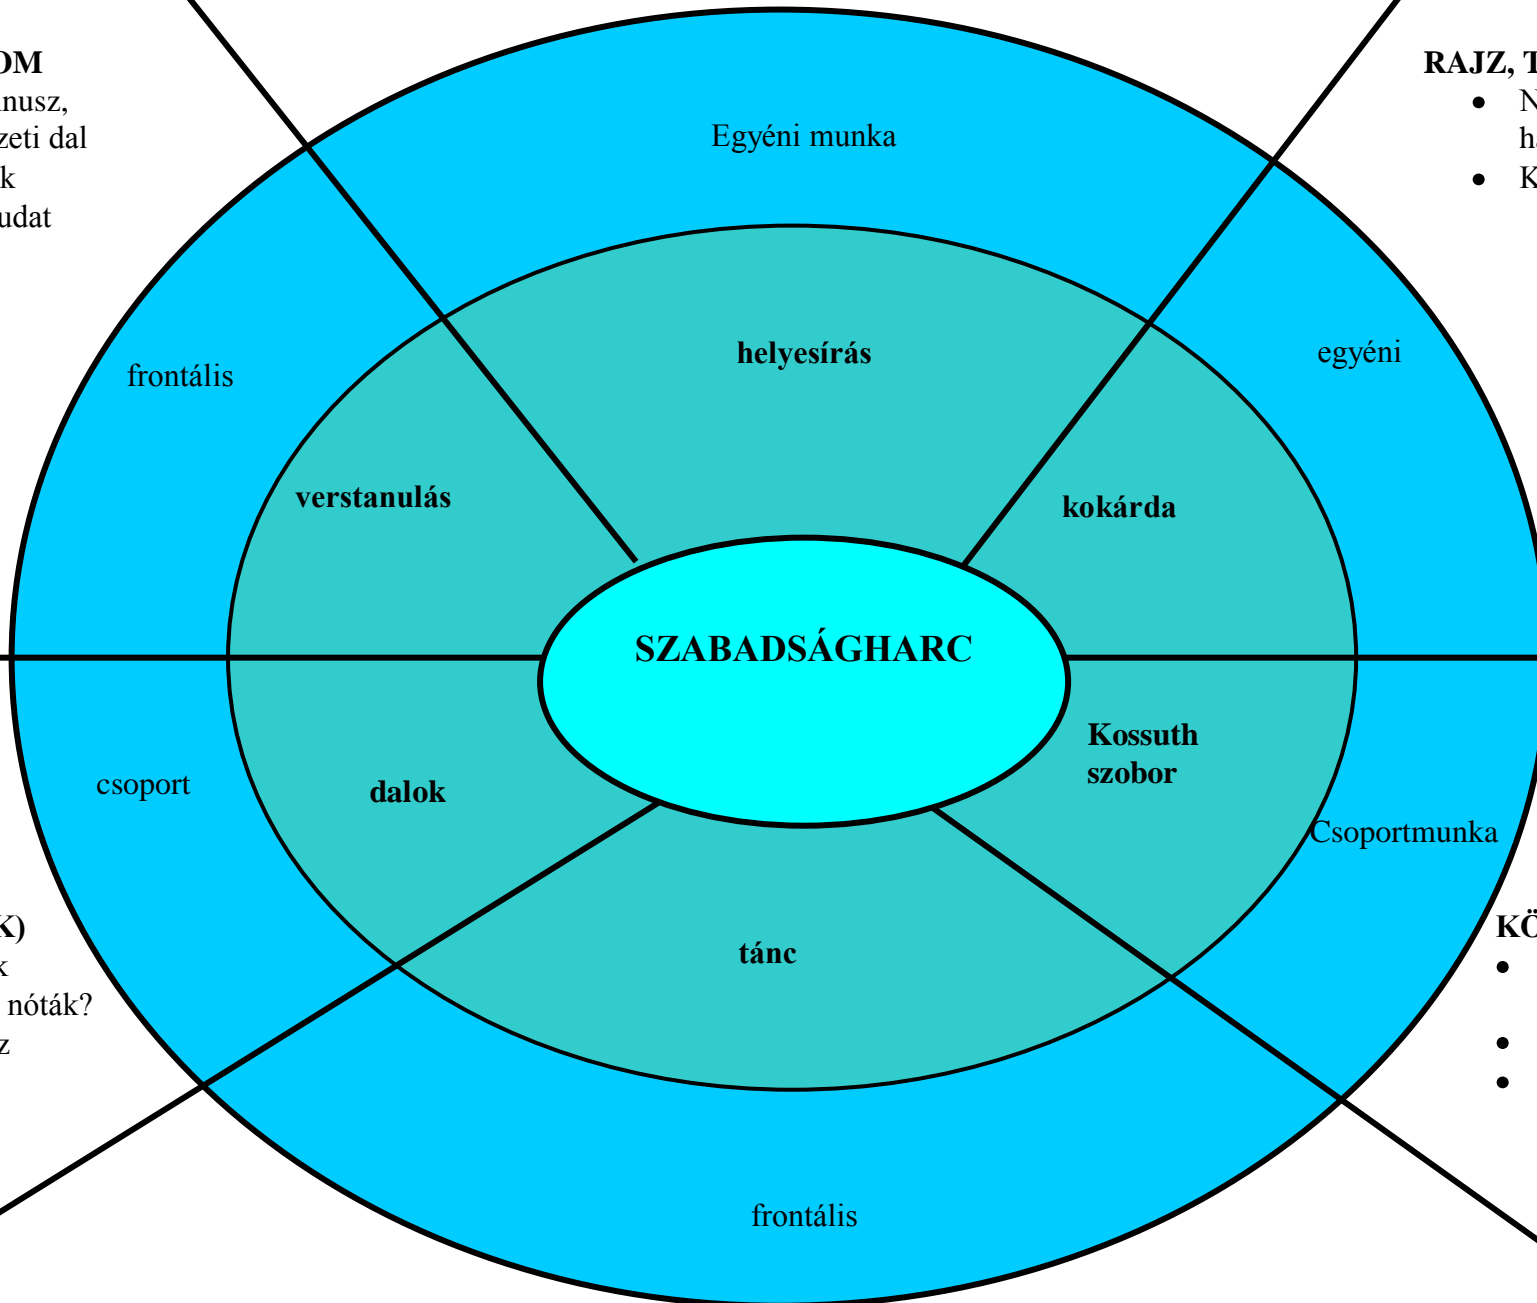 OM
zeti dal
k
udat
RAJZ, T
Egyéni munka
frontális
helyesírás
egyéni
verstanulás
kokárda
SZABADSÁGHARC
csoport
dalok
Kossuth
szobor
Csoportmunka
tánc
K)
k
nóták?
z
KÖ
frontális